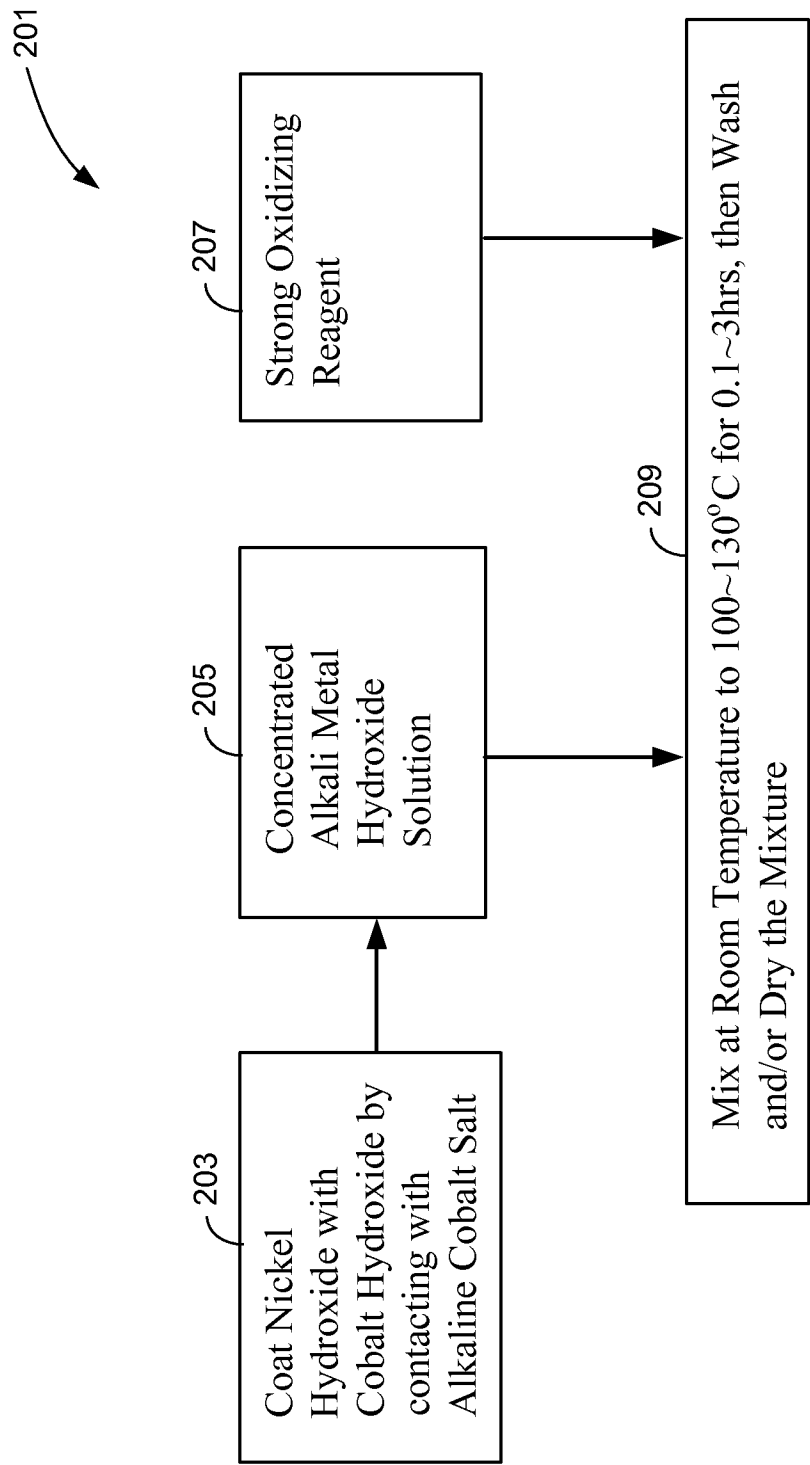 201
203
Coat Nickel
Hydroxide with
Cobalt Hydroxide by
contacting with
Alkaline Cobalt Salt
205
Concentrated
Alkali Metal
Hydroxide
Solution
207
Strong Oxidizing
Reagent
209
Mix at Room Temperature to 100~130°C for 0.1~3hrs, then Wash
and/or Dry the Mixture